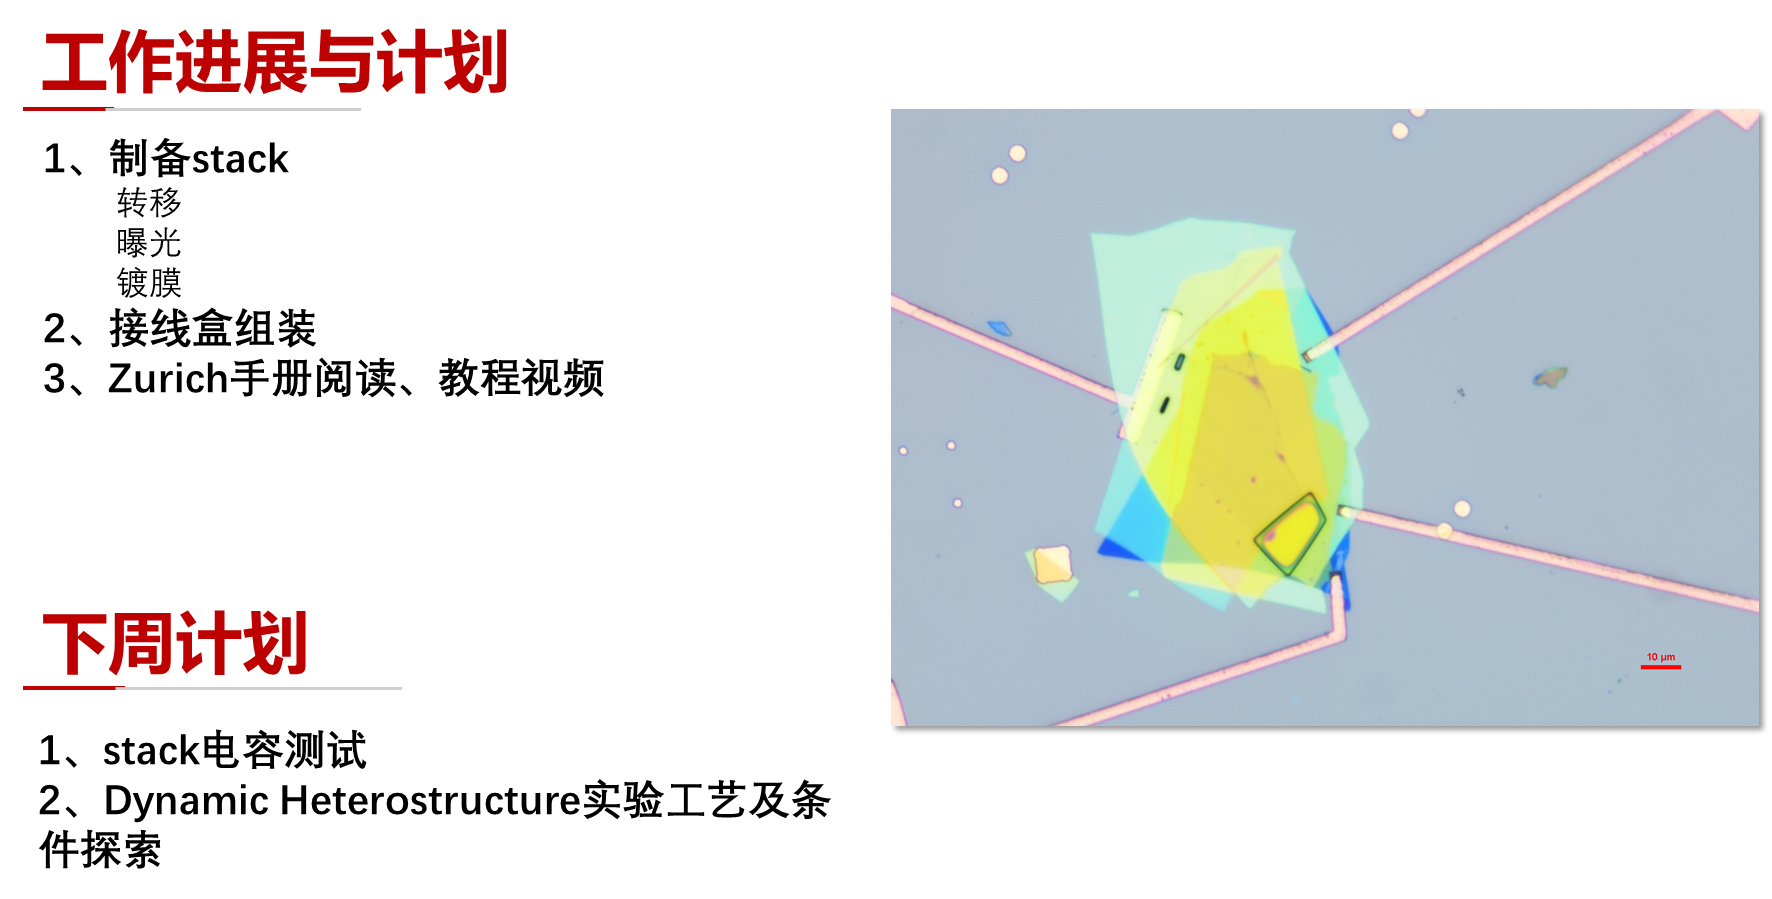 工作进展与计划
1、制备stack
转移
曝光
镀膜
2、接线盒组装
3、Zurich手册阅读、教程视频
10 μm
下周计划
1、stack电容测试
2、Dynamic Heterostructure实验工艺及条
件探索